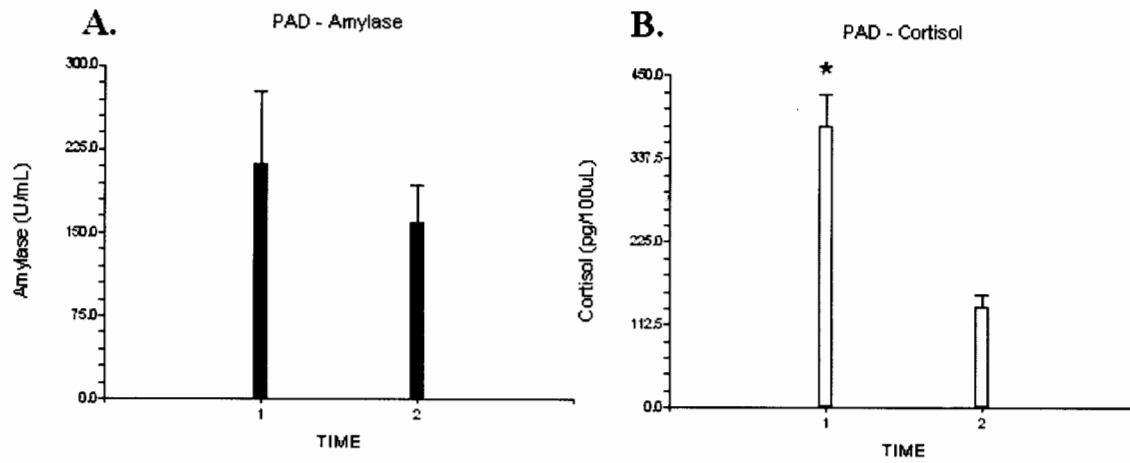 A.
PAD - Amylase
300.0
225.0
150.0
75.0
0.0
Amylase (U/mL)
1
2
TIME
B.
PAD - Cortisol
*
450.0
337.5
225.0
112.5
0.0
Cortisol (pg/100uL)
1
2
TIME